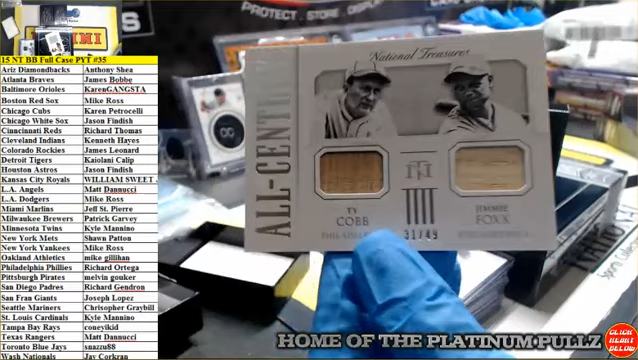 PROTECT . STORE . DISPLAY
15 NT BB Full Case PYT #35
Ariz Diamondbacks Anthony Shea
Atlanta Braves James Bobbe
Baltimore Orioles KarenGANGSTA
Boston Red Sox Mike Ross
Chicago Cubs Karen Petrocelli
Chicago White Sox Jason Findish
Cinncinnati Reds Richard Thomas
Cleveland Indians Kenneth Hayes
Colorado Rockies James Leonard
Detroit Tigers Kaiolani Calip
Houston Astros Jason Findish
Kansas City Royals WILLIAM SWEET
L.A. Angels Matt Dannucci
L.A. Dodgers Mike Ross
Miami Marlins Jeff St. Pierre
Milwaukee Brewers Patrick Garvey
Minnesota Twins Kyle Mannino
New York Mets Shawn Patton
New York Yankees Mike Ross
Oakland Athletics mike gillihan
Philadelphia Phillies Richard Ortega
Pittsburgh Pirates melvin gouker
San Diego Padres Richard Gendron
San Fran Giants Joseph Lopez
Seattle Mariners Chistopher Graybill
St. Louis Cardinals Kyle Mannino
Tampa Bay Rays coneykid
Texas Rangers Matt Dannucci
Toronto Blue Jays snazzu88
Wash Nationals Jay Corkran
National Treasures
TY
COBB
JIMMIE
FOXX
31/49
HOME OF THE PLATINUM PULLZ
CLICK
HEART
BELOW